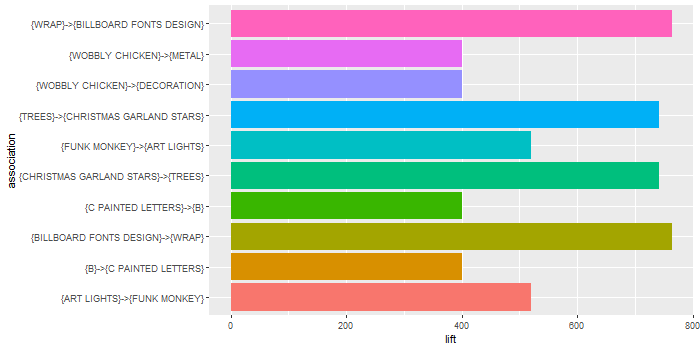 {WRAP}->{BILLBOARD FONTS DESIGN}
{WOBBLY CHICKEN}->{METAL}
{WOBBLY CHICKEN}->{DECORATION}
{TREES}->{CHRISTMAS GARLAND STARS}
{FUNK MONKEY}->{ART LIGHTS}
{CHRISTMAS GARLAND STARS}->{TREES}
{C PAINTED LETTERS}->{B}
{BILLBOARD FONTS DESIGN}->{WRAP}
{B}->{C PAINTED LETTERS}
{ART LIGHTS}->{FUNK MONKEY}
association
0 200 400 600 800
lift